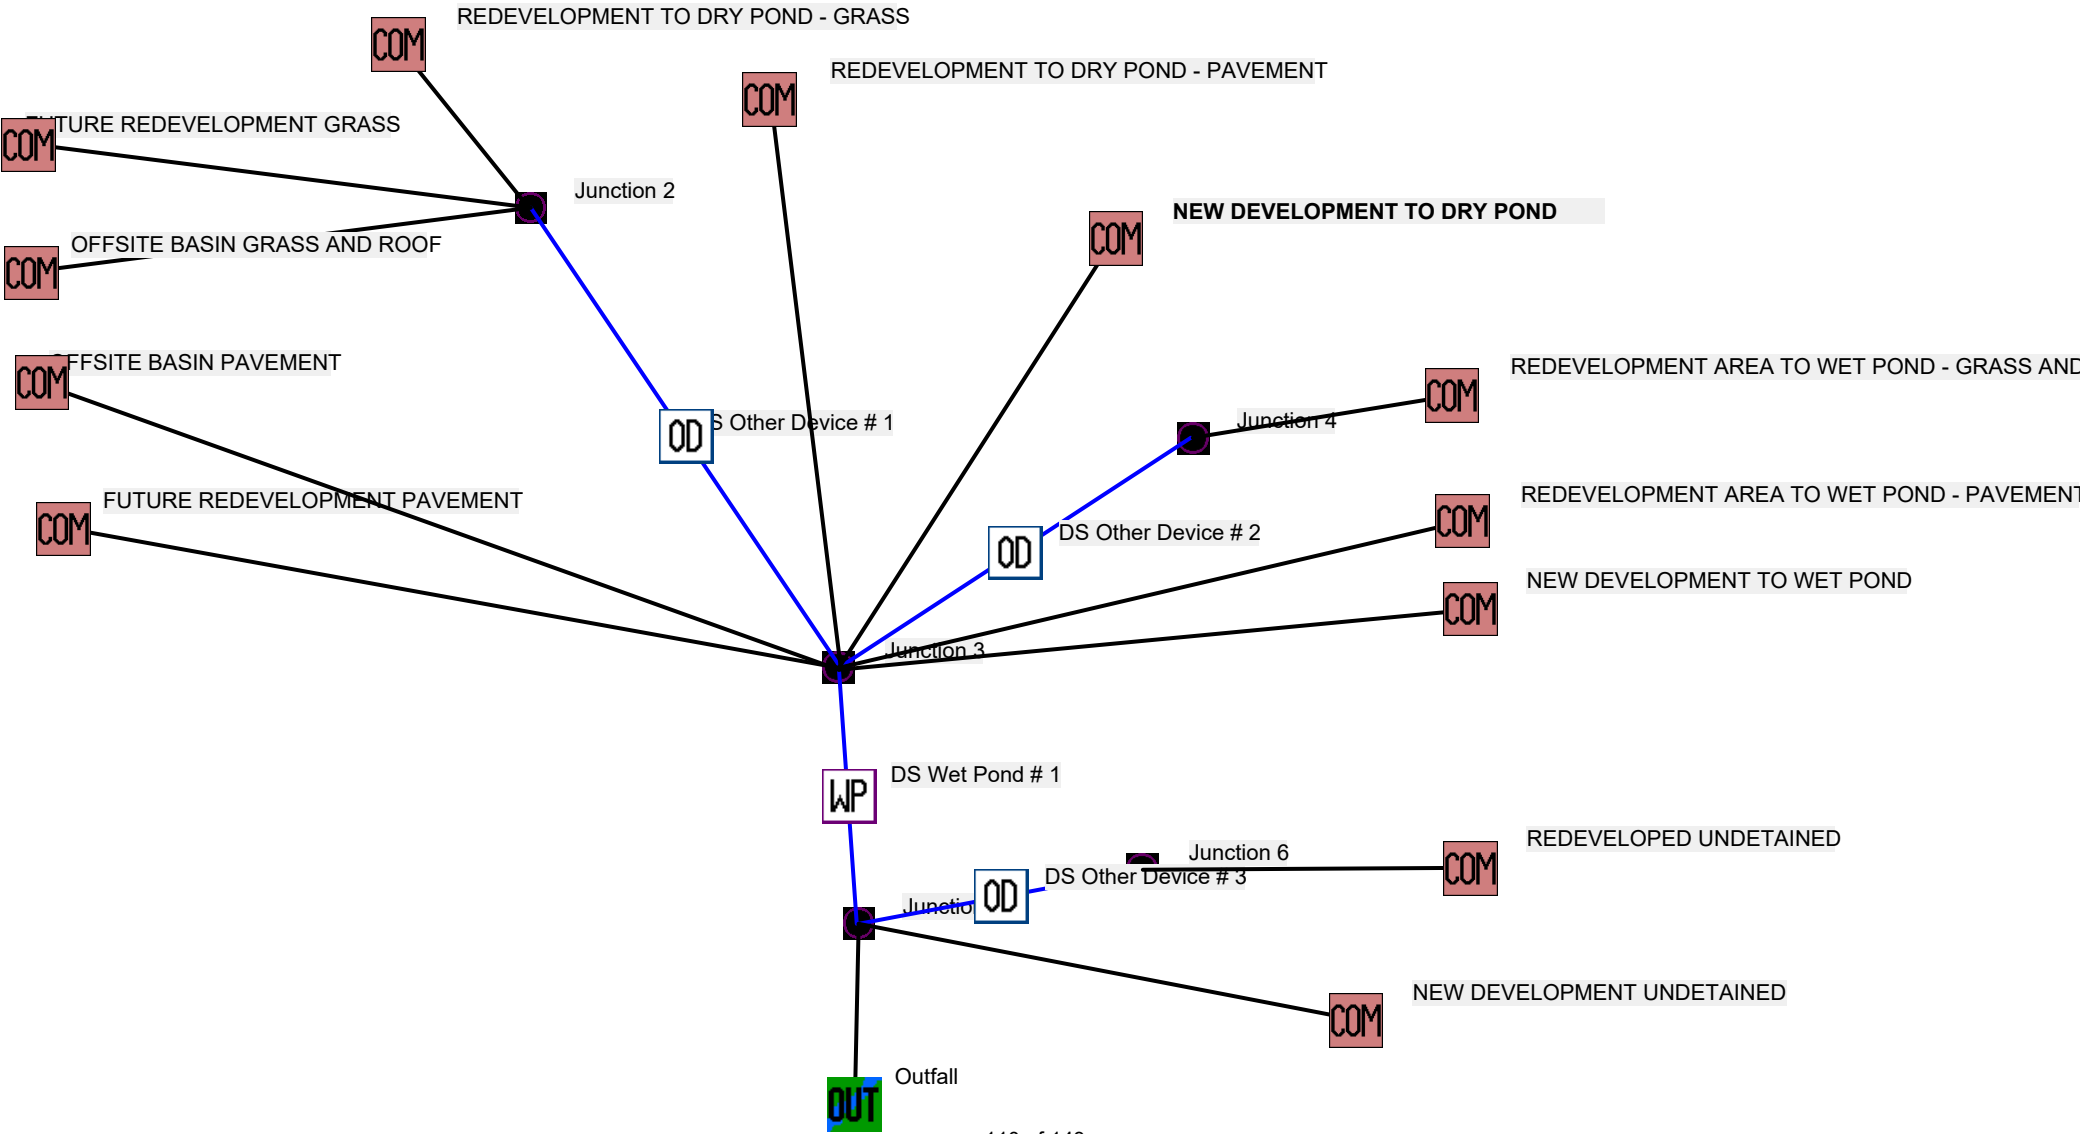 REDEVELOPMENT TO DRY POND - GRASS
COM
REDEVELOPMENT TO DRY POND - PAVEMENT
COM
FUTURE REDEVELOPMENT GRASS
COM
Junction 2
NEW DEVELOPMENT TO DRY POND
COM
OFFSITE BASIN GRASS AND ROOF
COM
OFFSITE BASIN PAVEMENT
COM
REDEVELOPMENT AREA TO WET POND - GRASS AND
COM
Junction 4
S Other Device # 1
OD
FUTURE REDEVELOPMENT PAVEMENT
COM
REDEVELOPMENT AREA TO WET POND - PAVEMENT
COM
DS Other Device # 2
OD
NEW DEVELOPMENT TO WET POND
COM
Junction 3
DS Wet Pond # 1
WP
REDEVELOPED UNDETAINED
COM
Junction 6
DS Other Device # 3
OD
Junctio
NEW DEVELOPMENT UNDETAINED
COM
Outfall
OUT